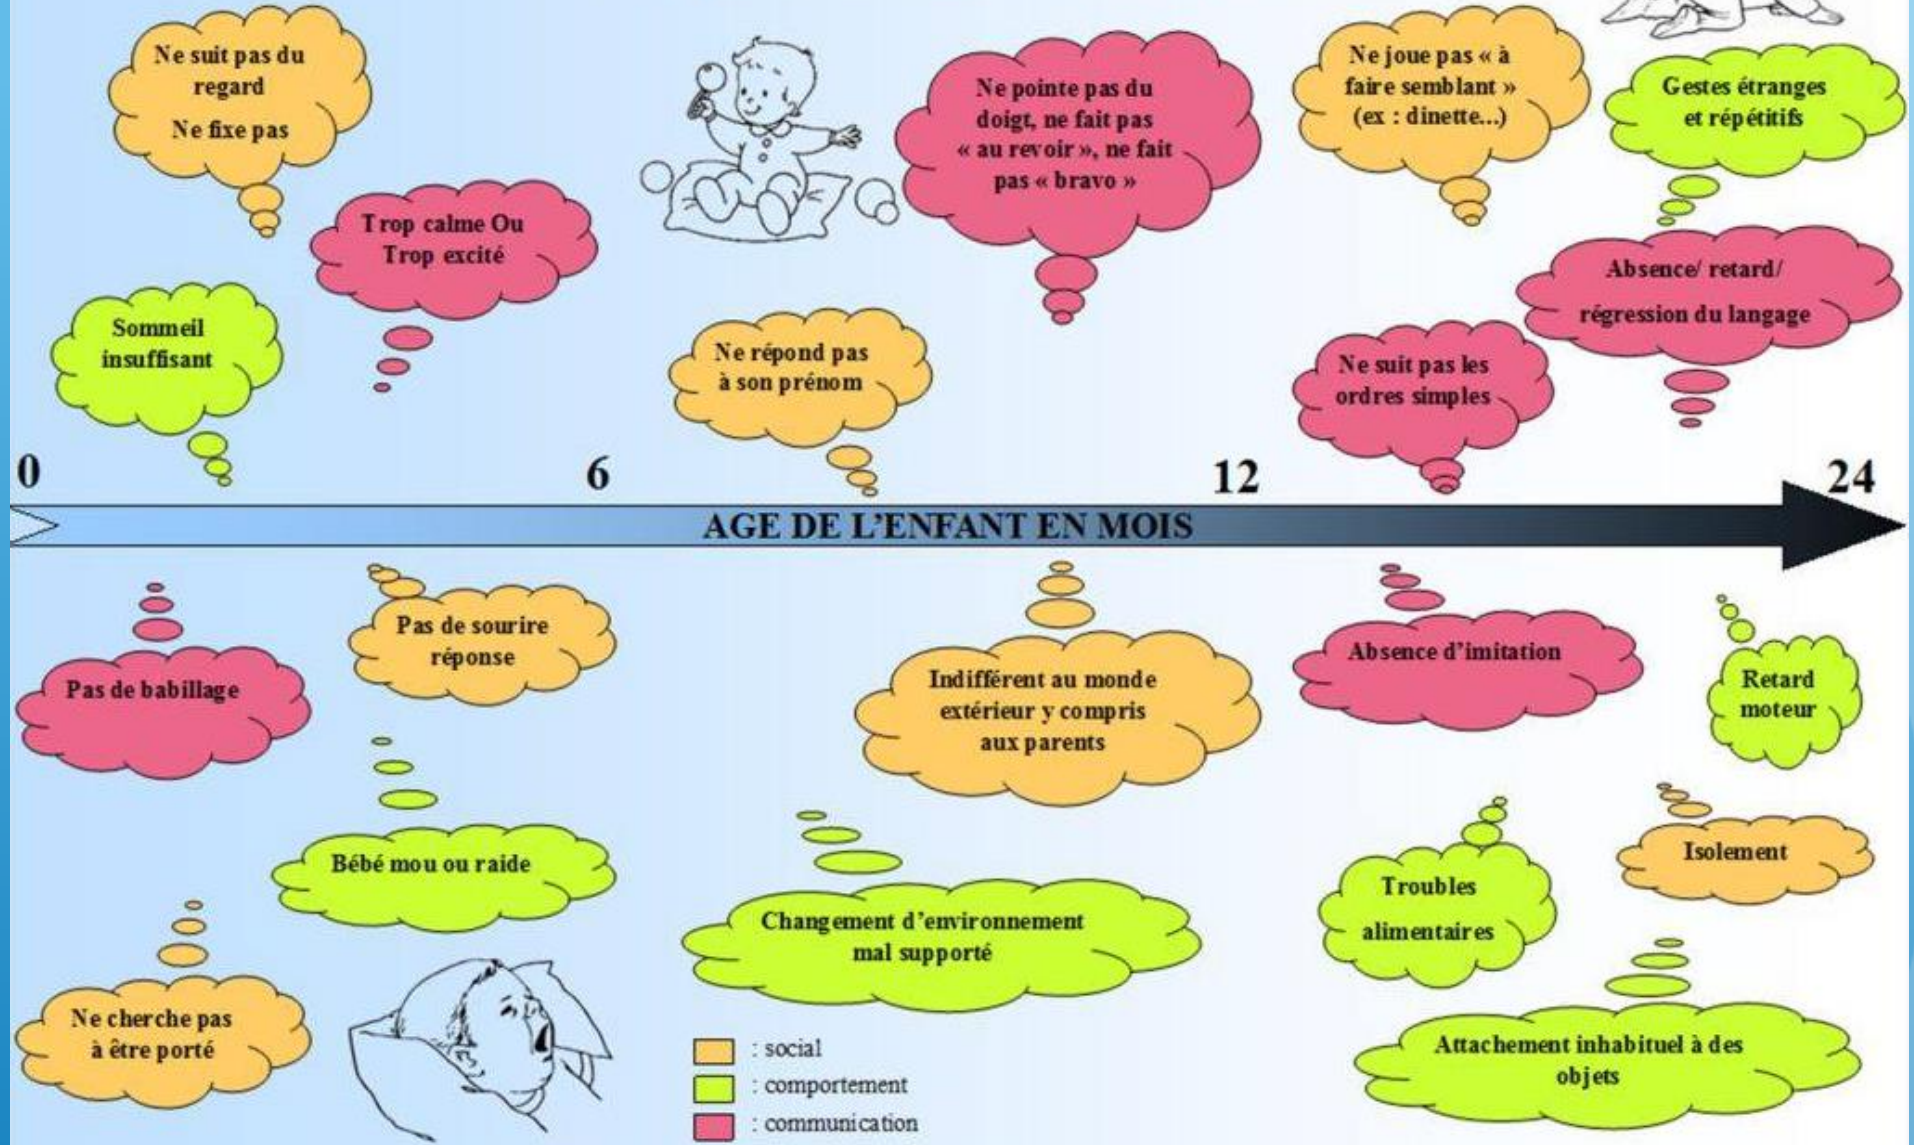 Ne suit pas du
regard
Ne fixe pas
Trop calme Ou
Trop excité
Sommeil
insuffisant
Ne pointe pas du
doigt, ne fait pas
« au revoir », ne fait
pas « bravo »
Ne répond pas
à son prénom
Ne joue pas « à
faire semblant »
(ex : dinette...)
Gestes étranges
et répétitifs
Absence/ retard/
régression du langage
Ne suit pas les
ordres simples
0
6
12
24
AGE DE L'ENFANT EN MOIS
Pas de babillage
Pas de sourire
réponse
Bébé mou ou raide
Ne cherche pas
à être porté
Indifférent au monde
extérieur y compris
aux parents
Changement d'environnement
mal supporté
Absence d'imitation
Retard
moteur
Isolement
Troubles
alimentaires
Attachement inhabituel à des
objets
: social
: comportement
: communication